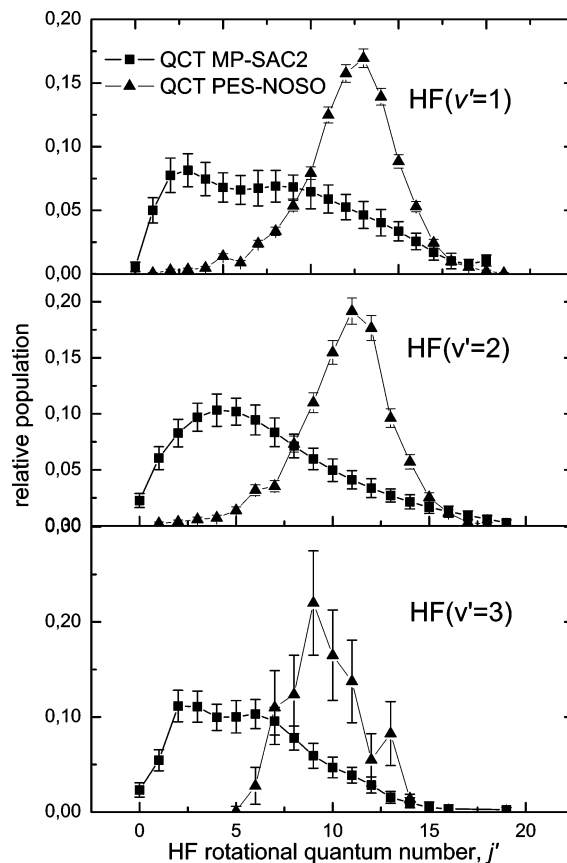 0,20
QCT MP-SAC2
QCT PES-NOSO
HF(v'=1)
0,15
0,10
0,05
0,00
0,20
HF(v'=2)
0,15
relative population
0,10
0,05
0,00
0,20
HF(v'=3)
0,10
0,00
0 5 10 15 20
HF rotational quantum number, j'